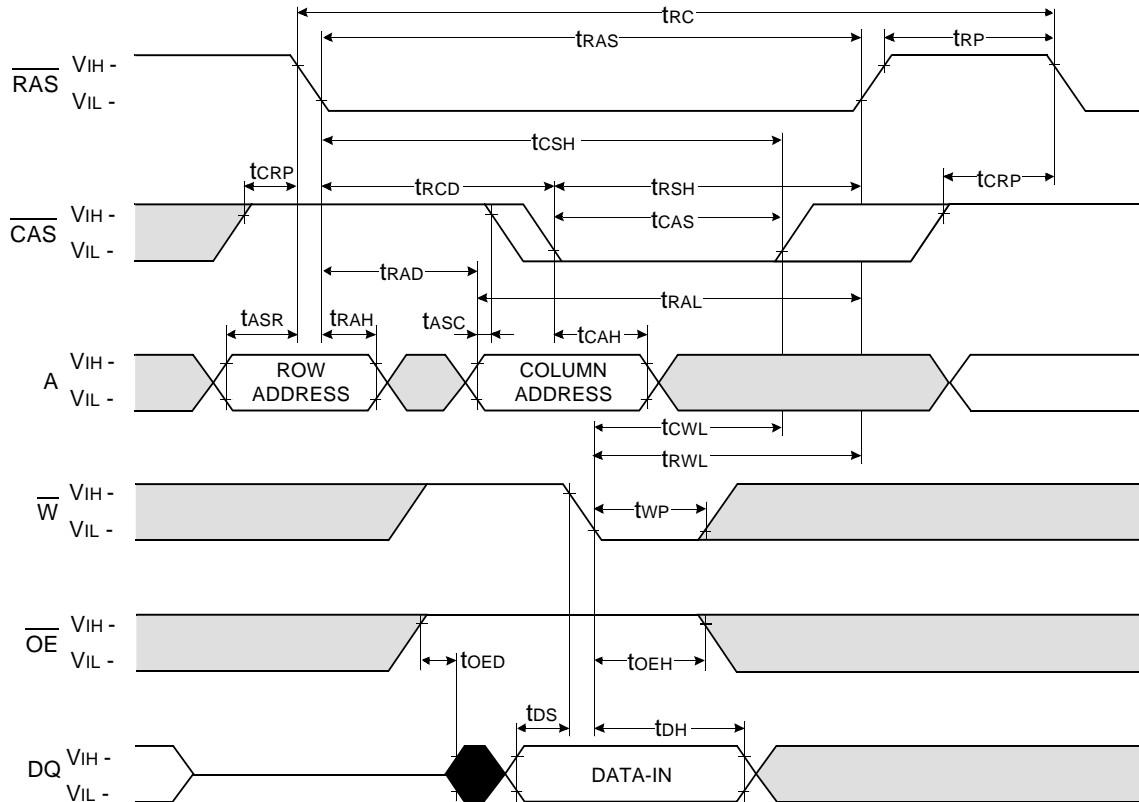 tRC
tRAS
tRP
RAS
VIH -
VIL -
tCSH
tCRP
tRCD
tRSH
tCRP
CAS
VIH -
VIL -
tCAS
tRAD
tRAL
tASR
tRAH
tASC
tCAH
A
VIH -
VIL -
ROW
ADDRESS
COLUMN
ADDRESS
tCWL
tRWL
W
VIH -
VIL -
tWP
OE
VIH -
VIL -
tOED
tOEH
tDS
tDH
DQ
VIH -
VIL -
DATA-IN